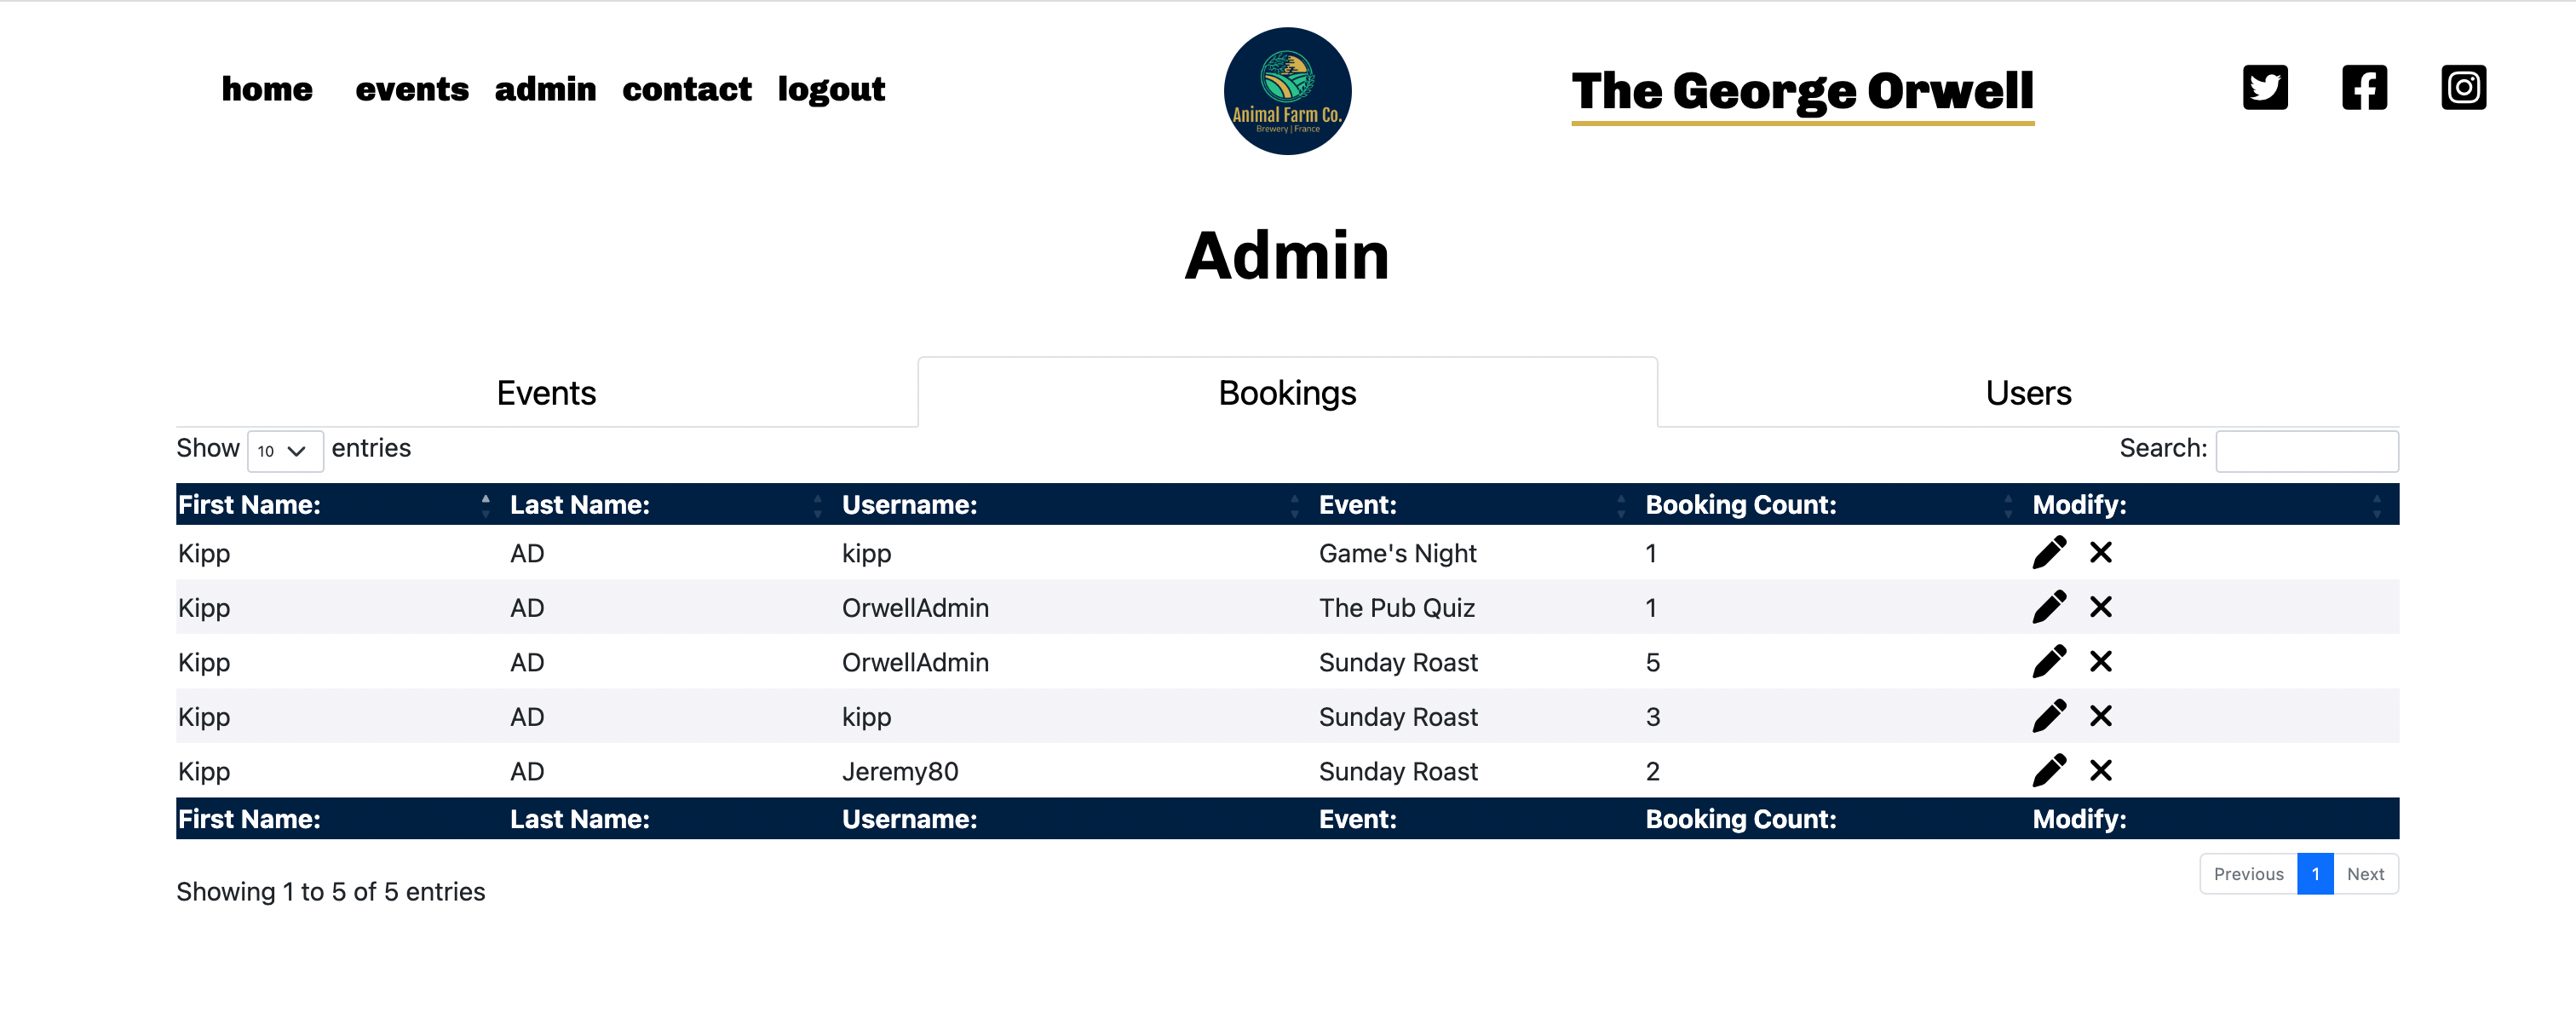 home events admin contact logout
Animal Farm Co.
Brewery | France
The George Orwell
Admin
Events Bookings Users
Show 10 entries Search:
First Name: Last Name: Username: Event: Booking Count: Modify:
Kipp AD kipp Game's Night 1
Kipp AD OrwellAdmin The Pub Quiz 1
Kipp AD OrwellAdmin Sunday Roast 5
Kipp AD kipp Sunday Roast 3
Kipp AD Jeremy80 Sunday Roast 2
First Name: Last Name: Username: Event: Booking Count: Modify:
Showing 1 to 5 of 5 entries
Previous 1 Next